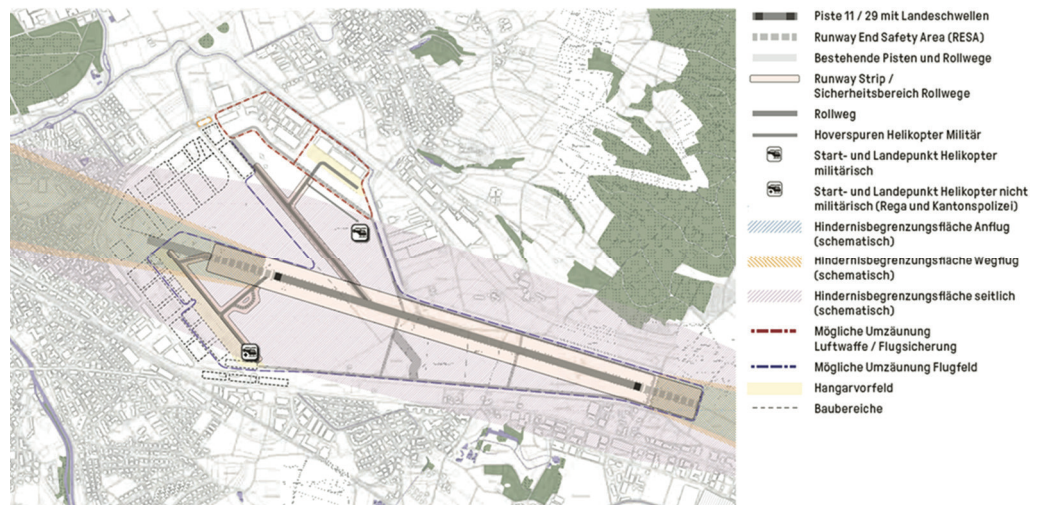 Piste 11 / 29 mit Landeschwellen
Runway End Safety Area (RESA)
Bestehende Pisten und Rollwege
Runway Strip /
Sicherheitsbereich Rollwege
Rollweg
Hoverspuren Helikopter Militär
Start- und Landepunkt Helikopter
militärisch
Start- und Landepunkt Helikopter nicht
militärisch (Rega und Kantonspolizei)
Hindernisbegrenzungsfläche Anflug
(schematisch)
Hindernisbegrenzungsfläche Wegflug
(schematisch)
Hindernisbegrenzungsfläche seitlich
(schematisch)
Mögliche Umzäunung
Luftwaffe / Flugsicherung
Mögliche Umzäunung Flugfeld
Hangarvorfeld
Baubereiche